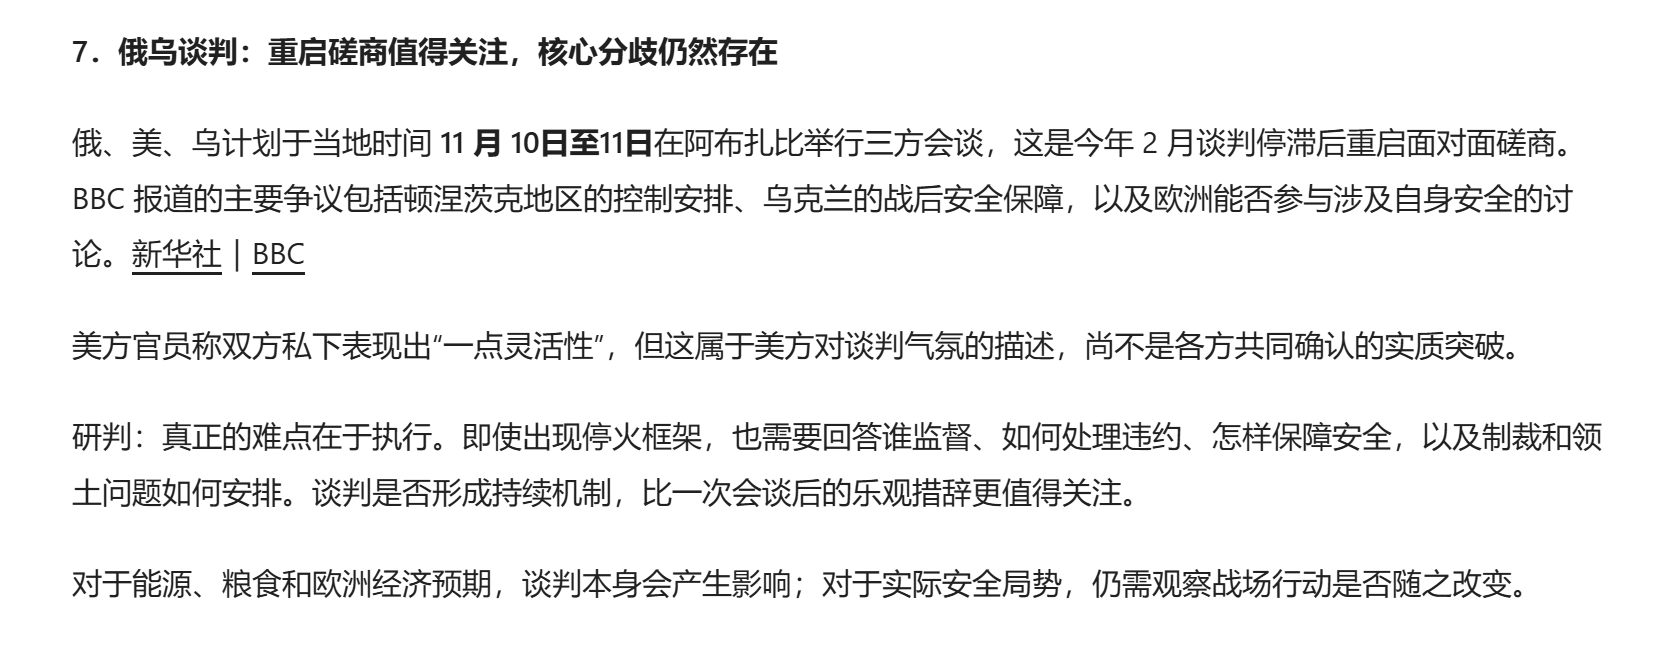 7．俄乌谈判：重启磋商值得关注，核心分歧仍然存在
俄、美、乌计划于当地时间 11 月 10日至11日在阿布扎比举行三方会谈，这是今年 2 月谈判停滞后重启面对面磋商。
BBC 报道的主要争议包括顿涅茨克地区的控制安排、乌克兰的战后安全保障，以及欧洲能否参与涉及自身安全的讨
论。新华社｜BBC
美方官员称双方私下表现出“一点灵活性”，但这属于美方对谈判气氛的描述，尚不是各方共同确认的实质突破。
研判：真正的难点在于执行。即使出现停火框架，也需要回答谁监督、如何处理违约、怎样保障安全，以及制裁和领
土问题如何安排。谈判是否形成持续机制，比一次会谈后的乐观措辞更值得关注。
对于能源、粮食和欧洲经济预期，谈判本身会产生影响；对于实际安全局势，仍需观察战场行动是否随之改变。